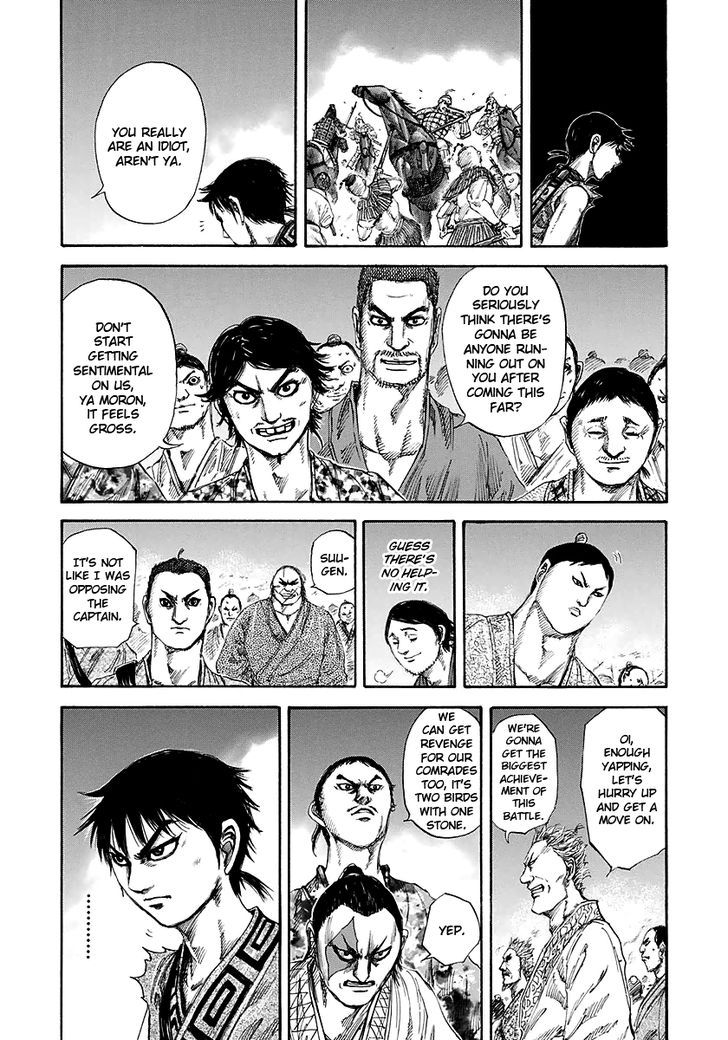 YOU REALLY
ARE AN IDIOT,
AREN'T YA.
DO YOU
SERIOUSLY
THINK THERE'S
GONNA BE
ANYONE RUN-
NING OUT ON
YOU AFTER
COMING THIS
FAR?
DON'T
START
GETTING
SENTIMENTAL
ON US,
YA MORON,
IT FEELS
GROSS.
GUESS
THERE'S
NO HELP-
ING IT.
SUU-
GEN.
IT'S NOT
LIKE I WAS
OPPOSING
THE
CAPTAIN.
OI,
ENOUGH
YAPPING,
LET'S
HURRY UP
AND GET A
MOVE ON.
WE'RE
GONNA
GET THE
BIGGEST
ACHIEVE-
MENT OF
THIS
BATTLE.
WE
CAN GET
REVENGE
FOR OUR
COMRADES
TOO, IT'S
TWO BIRDS
WITH ONE
STONE.
YEP.
.........